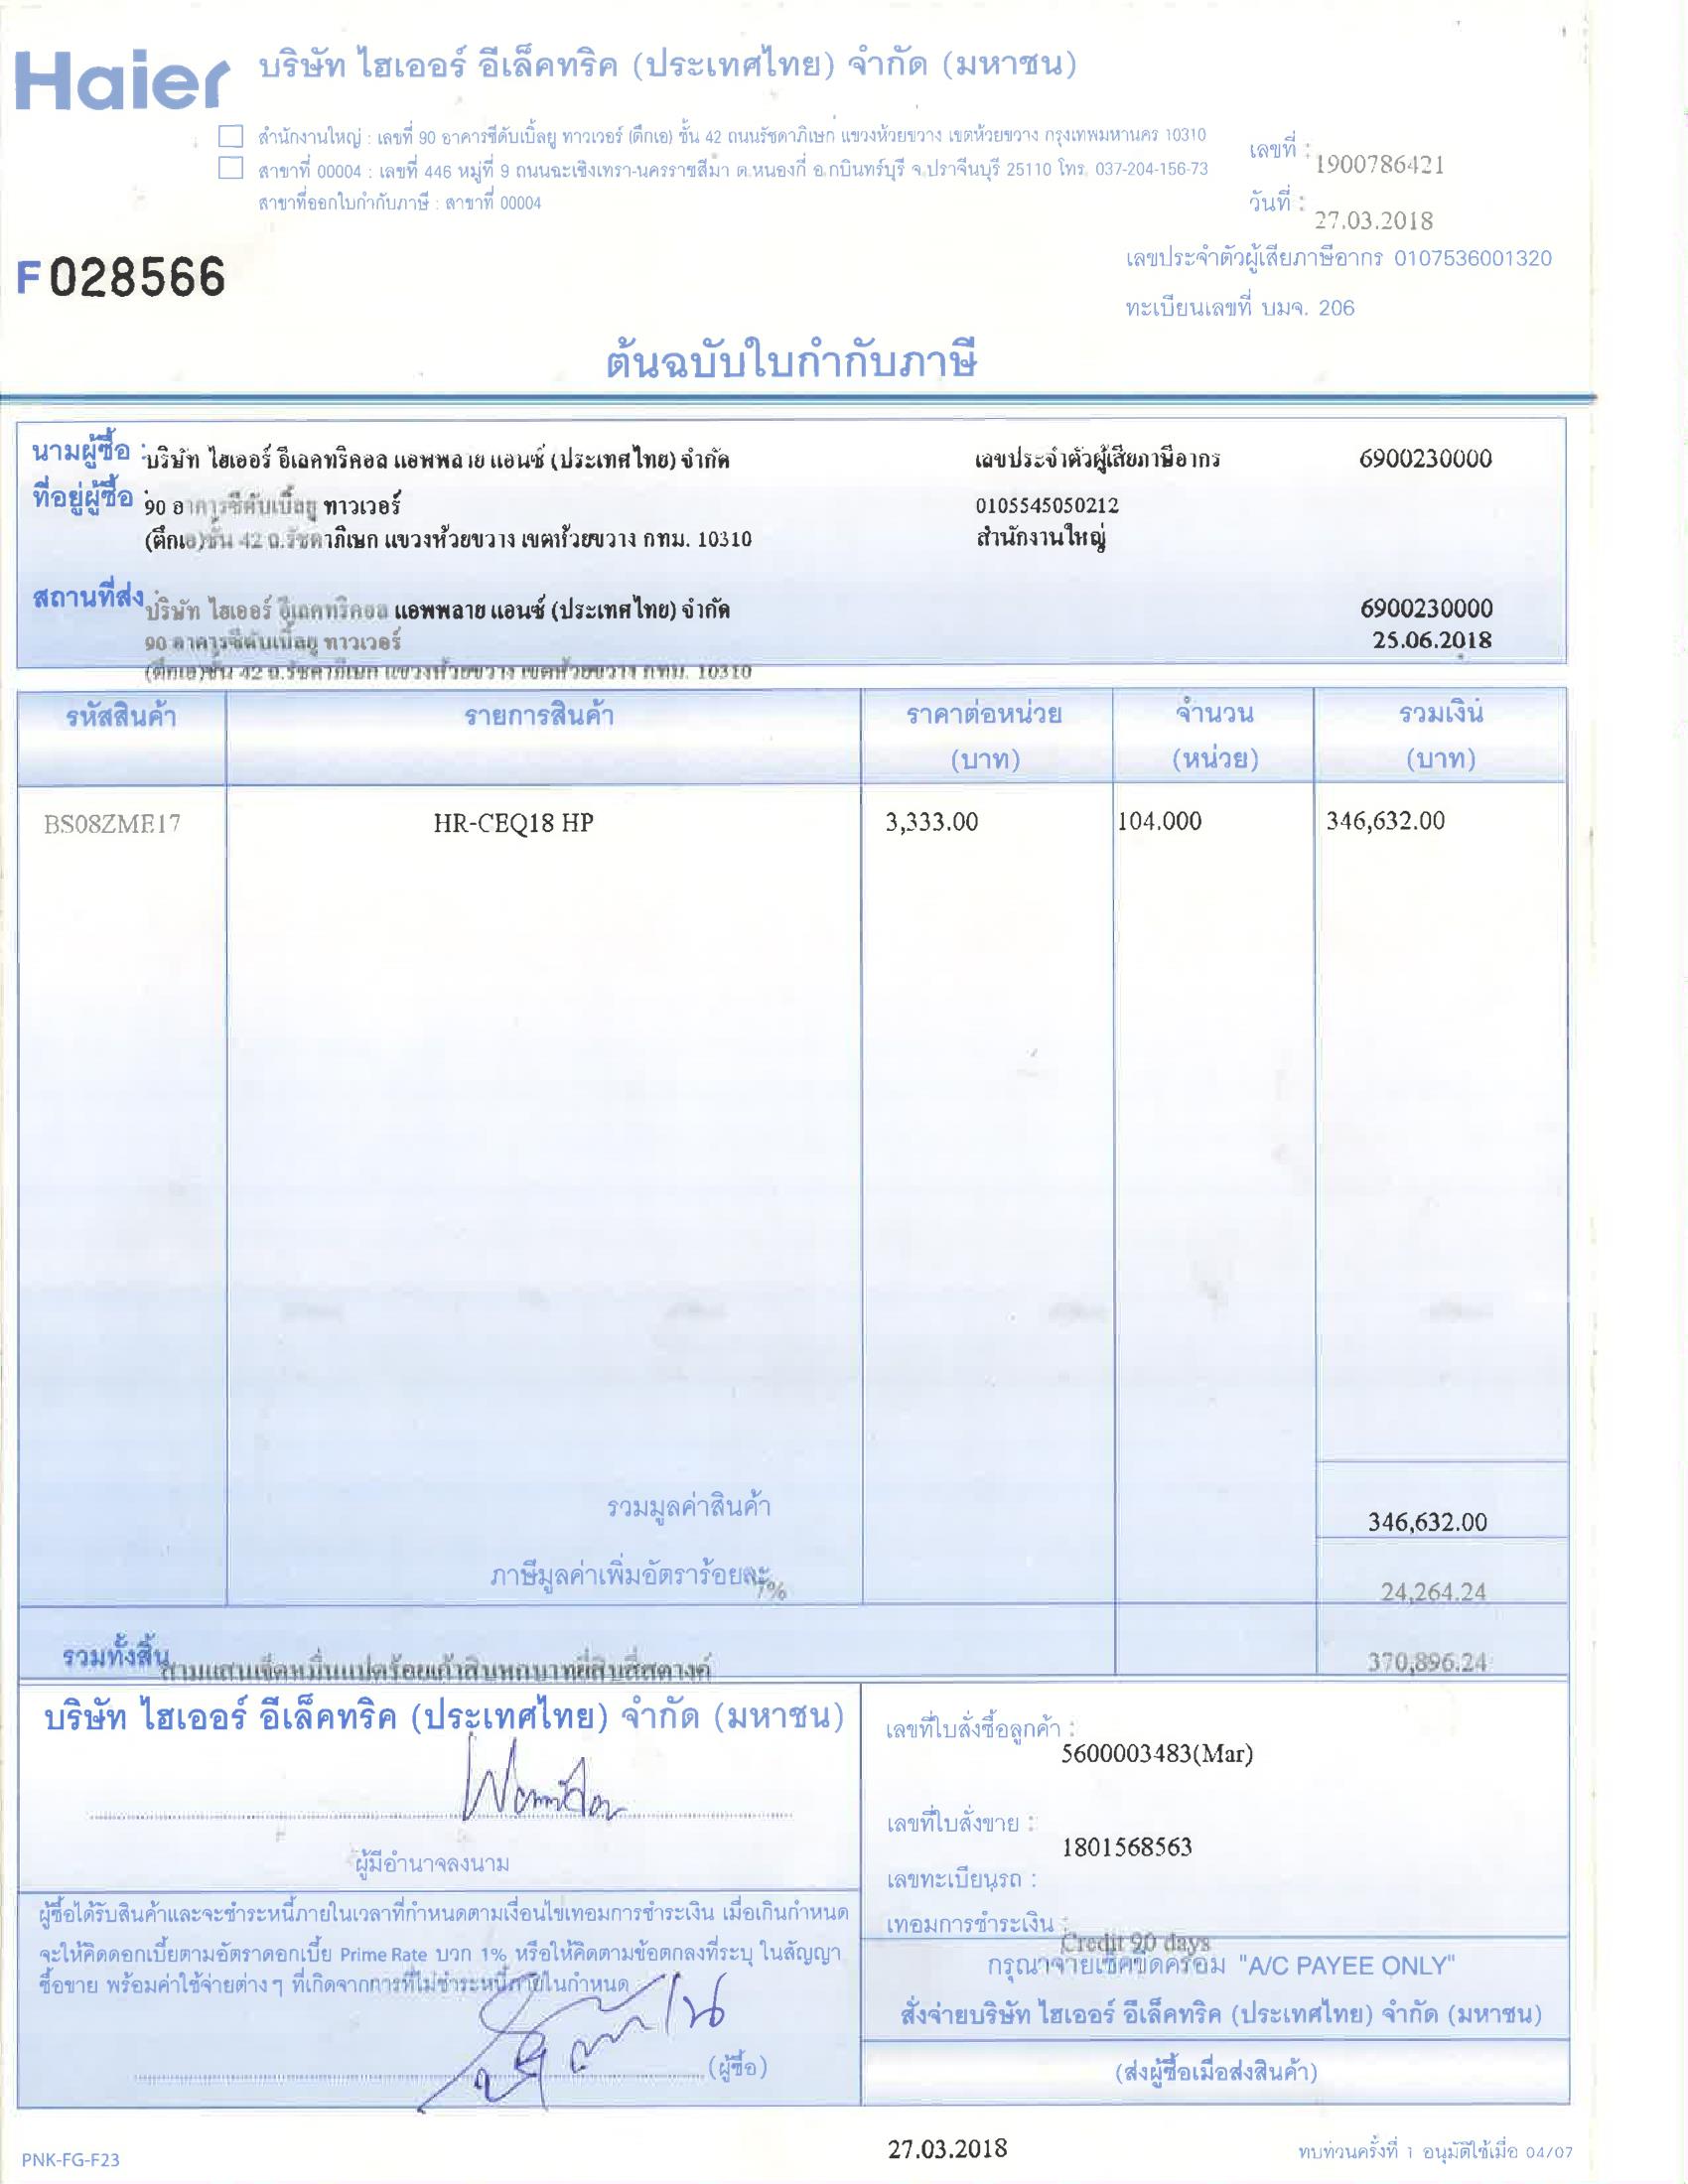 Haier บริษัท ไฮเออร์ อีเล็คทริค (ประเทศไทย) จำกัด (มหาชน)
สำนักงานใหญ่ : เลขที่ 90 อาคารซีดับเบิ้ลยู ทาวเวอร์ (ตึกเอ) ชั้น 42 ถนนรัชดาภิเษก แขวงห้วยขวาง เขตห้วยขวาง กรุงเทพมหานคร 10310
สาขาที่ 00004 : เลขที่ 446 หมู่ที่ 9 ถนนฉะเชิงเทรา-นครราชสีมา ต.หนองกี่ อ.กบินทร์บุรี จ.ปราจีนบุรี 25110 โทร. 037-204-156-73
สาขาที่ออกใบกำกับภาษี : สาขาที่ 00004
เลขที่ : 1900786421
วันที่ : 27.03.2018
เลขประจำตัวผู้เสียภาษีอากร 0107536001320
ทะเบียนเลขที่ บมจ. 206
F028566
ต้นฉบับใบกำกับภาษี
นามผู้ซื้อ : บริษัท ไฮเออร์ อีเลคทริคอล แอพพลาย แอนซ์ (ประเทศไทย) จำกัด เลขประจำตัวผู้เสียภาษีอากร 6900230000
ที่อยู่ผู้ซื้อ : 90 อาคารซีดับเบิ้ลยู ทาวเวอร์ 0105545050212
(ตึกเอ)ชั้น 42 ถ.รัชดาภิเษก แขวงห้วยขวาง เขตห้วยขวาง กทม. 10310 สำนักงานใหญ่
สถานที่ส่ง : บริษัท ไฮเออร์ อีเลคทริคอล แอพพลาย แอนซ์ (ประเทศไทย) จำกัด 6900230000
90 อาคารซีดับเบิ้ลยู ทาวเวอร์ 25.06.2018
(ตึกเอ)ชั้น 42 ถ.รัชดาภิเษก แขวงห้วยขวาง เขตห้วยขวาง กทม. 10310
รหัสสินค้า รายการสินค้า ราคาต่อหน่วย จำนวน รวมเงิน
(บาท) (หน่วย) (บาท)
BS08ZME17 HR-CEQ18 HP 3,333.00 104.000 346,632.00
รวมมูลค่าสินค้า 346,632.00
ภาษีมูลค่าเพิ่มอัตราร้อยละ 7% 24,264.24
รวมทั้งสิ้น สามแสนเจ็ดหมื่นแปดร้อยเก้าสิบหกบาทยี่สิบสี่สตางค์ 370,896.24
บริษัท ไฮเออร์ อีเล็คทริค (ประเทศไทย) จำกัด (มหาชน)
ผู้มีอำนาจลงนาม
ผู้ซื้อได้รับสินค้าและจะชำระหนี้ภายในเวลาที่กำหนดตามเงื่อนไขเทอมการชำระเงิน เมื่อเกินกำหนด
จะให้คิดดอกเบี้ยตามอัตราดอกเบี้ย Prime Rate บวก 1% หรือให้คิดตามข้อตกลงที่ระบุ ในสัญญา
ซื้อขาย พร้อมค่าใช้จ่ายต่างๆ ที่เกิดจากการที่ไม่ชำระหนี้ภายในกำหนด
(ผู้ซื้อ)
เลขที่ใบสั่งซื้อลูกค้า : 5600003483(Mar)
เลขที่ใบสั่งขาย : 1801568563
เลขทะเบียนรถ :
เทอมการชำระเงิน : Credit 90 days
กรุณาจ่ายเช็คขีดคร่อม "A/C PAYEE ONLY"
สั่งจ่ายบริษัท ไฮเออร์ อีเล็คทริค (ประเทศไทย) จำกัด (มหาชน)
(ส่งผู้ซื้อเมื่อส่งสินค้า)
PNK-FG-F23 27.03.2018 ทบทวนครั้งที่ 1 อนุมัติใช้เมื่อ 04/07